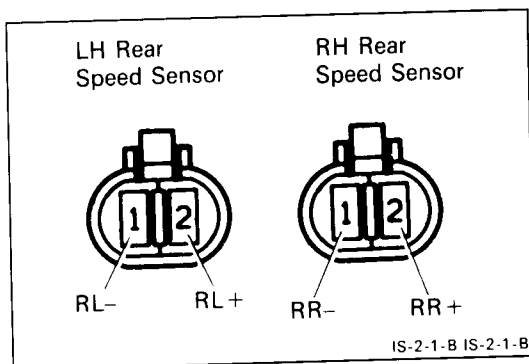 LH Rear
Speed Sensor
RH Rear
Speed Sensor
1 2
1 2
RL- RL+
RR- RR+
IS-2-1-B IS-2-1-B